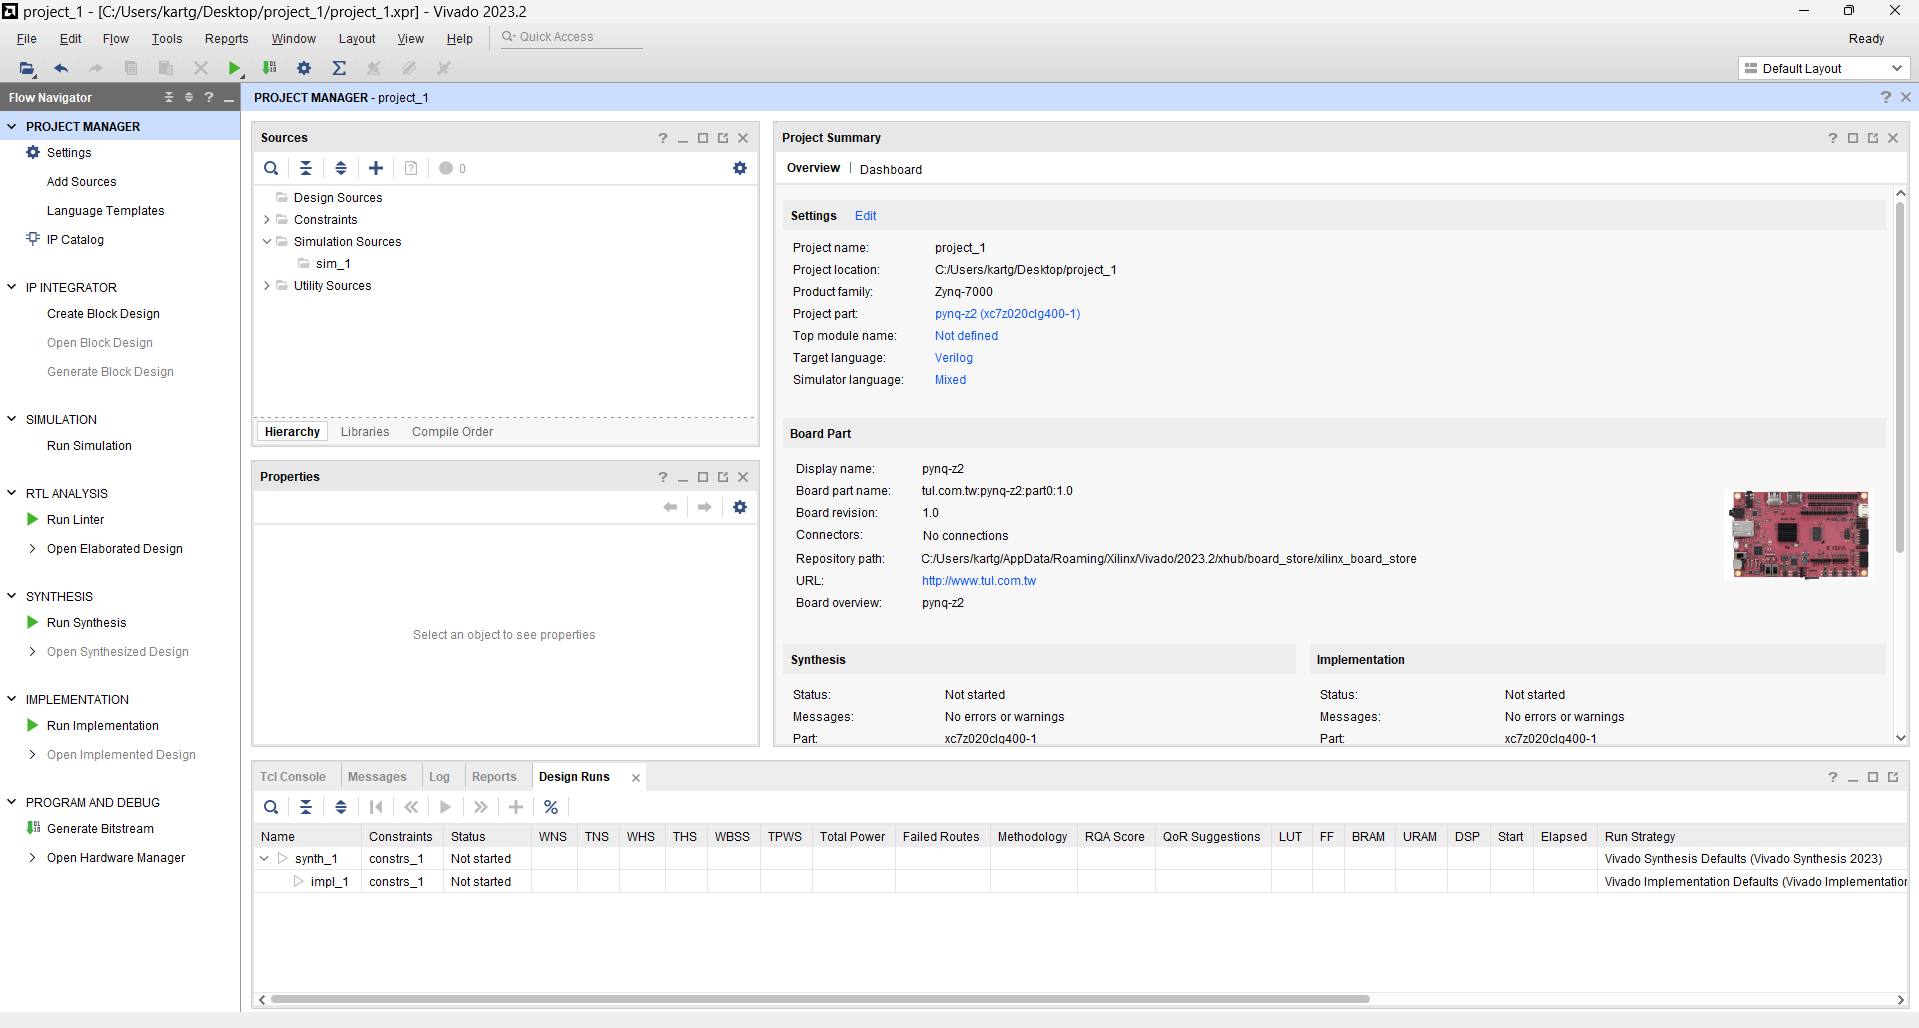 project_1 - [C:/Users/kartg/Desktop/project_1/project_1.xpr] - Vivado 2023.2
File Edit Flow Tools Reports Window Layout View Help Quick Access Ready
Default Layout
Flow Navigator
PROJECT MANAGER
Settings
Add Sources
Language Templates
IP Catalog
IP INTEGRATOR
Create Block Design
Open Block Design
Generate Block Design
SIMULATION
Run Simulation
RTL ANALYSIS
Run Linter
Open Elaborated Design
SYNTHESIS
Run Synthesis
Open Synthesized Design
IMPLEMENTATION
Run Implementation
Open Implemented Design
PROGRAM AND DEBUG
Generate Bitstream
Open Hardware Manager
PROJECT MANAGER - project_1
Sources
0
Design Sources
Constraints
Simulation Sources
sim_1
Utility Sources
Hierarchy Libraries Compile Order
Properties
Select an object to see properties
Project Summary
Overview | Dashboard
Settings Edit
Project name: project_1
Project location: C:/Users/kartg/Desktop/project_1
Product family: Zynq-7000
Project part: pynq-z2 (xc7z020clg400-1)
Top module name: Not defined
Target language: Verilog
Simulator language: Mixed
Board Part
Display name: pynq-z2
Board part name: tul.com.tw:pynq-z2:part0:1.0
Board revision: 1.0
Connectors: No connections
Repository path: C:/Users/kartg/AppData/Roaming/Xilinx/Vivado/2023.2/xhub/board_store/xilinx_board_store
URL: http://www.tul.com.tw
Board overview: pynq-z2
Synthesis
Status: Not started
Messages: No errors or warnings
Part: xc7z020clg400-1
Implementation
Status: Not started
Messages: No errors or warnings
Part: xc7z020clg400-1
Tcl Console Messages Log Reports Design Runs
Name Constraints Status WNS TNS WHS THS WBSS TPWS Total Power Failed Routes Methodology RQA Score QoR Suggestions LUT FF BRAM URAM DSP Start Elapsed Run Strategy
synth_1 constrs_1 Not started Vivado Synthesis Defaults (Vivado Synthesis 2023)
impl_1 constrs_1 Not started Vivado Implementation Defaults (Vivado Implementation